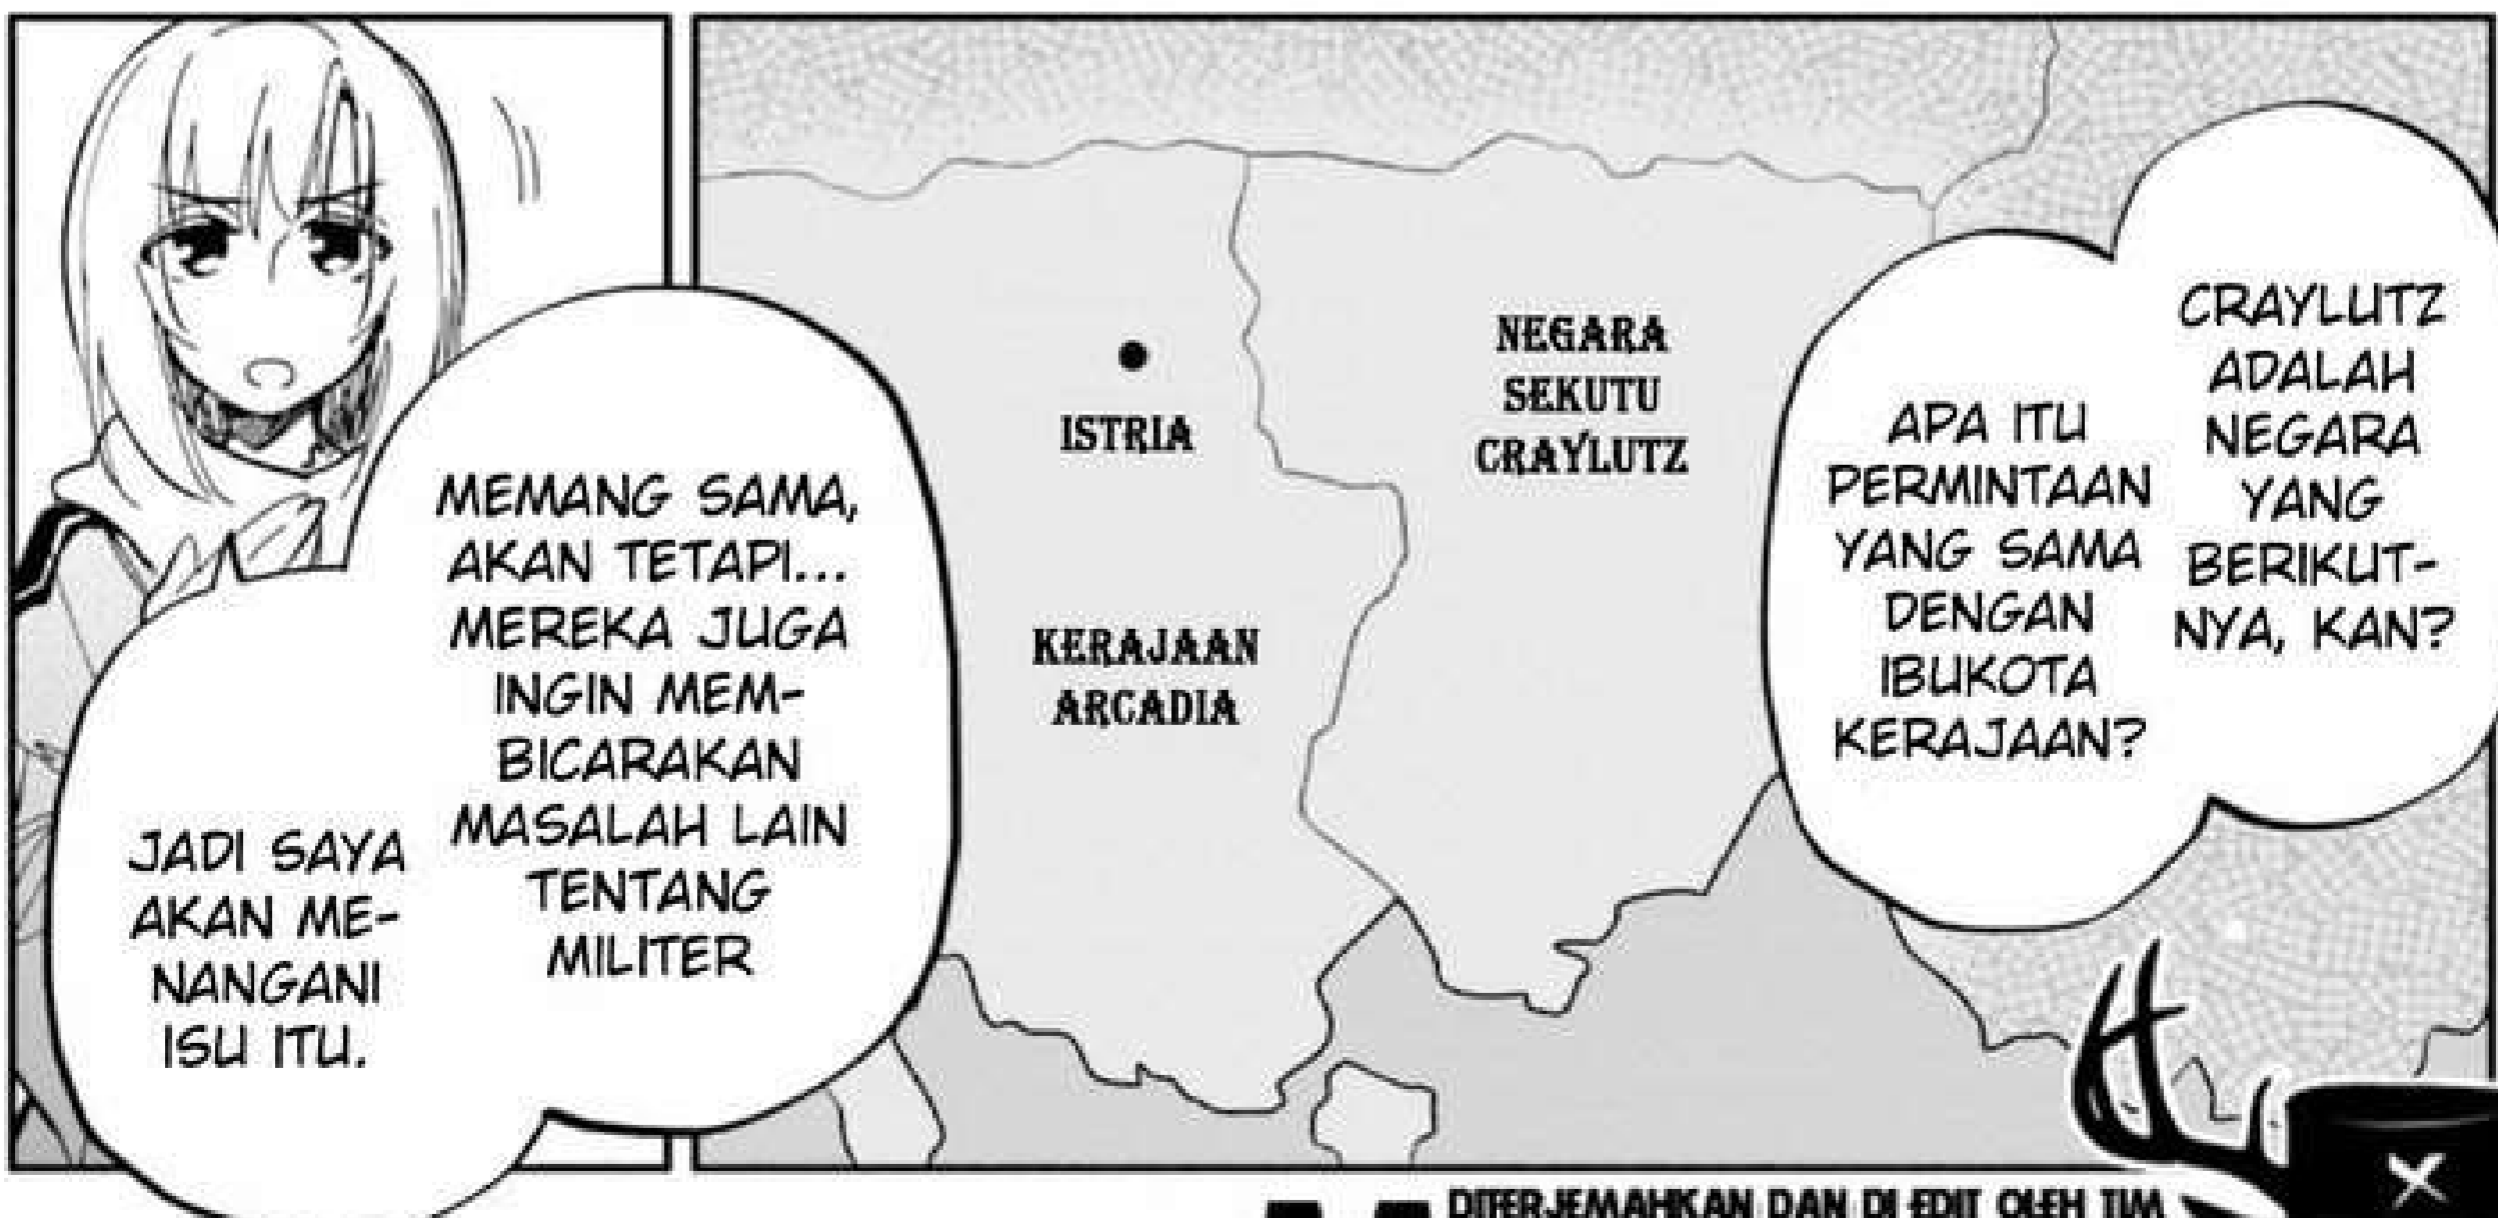 CRAYLUTZ
ADALAH
NEGARA
YANG
BERIKUT-
NYA, KAN?
APA ITU
PERMINTAAN
YANG SAMA
DENGAN
IBUKOTA
KERAJAAN?
NEGARA
SEKUTU
CRAYLUTZ
ISTRIA
KERAJAAN
ARCADIA
MEMANG SAMA,
AKAN TETAPI...
MEREKA JUGA
INGIN MEM-
BICARAKAN
MASALAH LAIN
TENTANG
MILITER
JADI SAYA
AKAN ME-
NANGANI
ISU ITU.
DITERJEMAHKAN DAN DI EDIT OLEH TIM